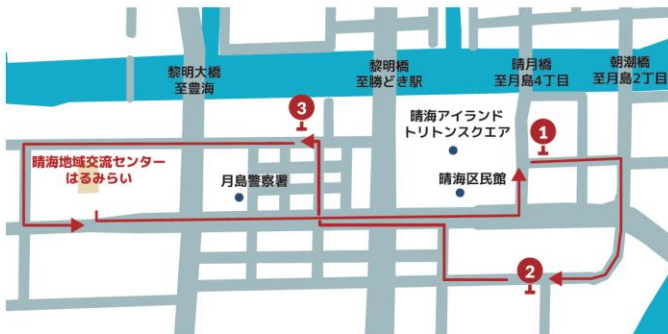 黎明大橋
至豊海
黎明橋
至勝どき駅
晴月橋
至月島4丁目
朝潮橋
至月島2丁目
3
晴海アイランド
トリトンスクエア
1
晴海地域交流センター
はるみらい
月島警察署
晴海区民館
2